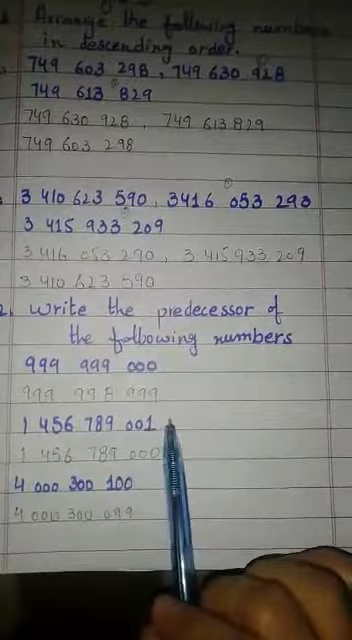 Arrange the following numbers
in descending order.
749 603 298, 749 630 928
749 613 829
749 630 928, 749 613 829
749 603 298
3 410 623 590, 3416 053 290
3 415 933 209
3 416 053 290, 3 415 933 209
3 410 623 590
2. Write the predecessor of
the following numbers
999 999 000
999 998 999
1 456 789 001
1 456 789 000
4 000 300 100
4 000 300 099